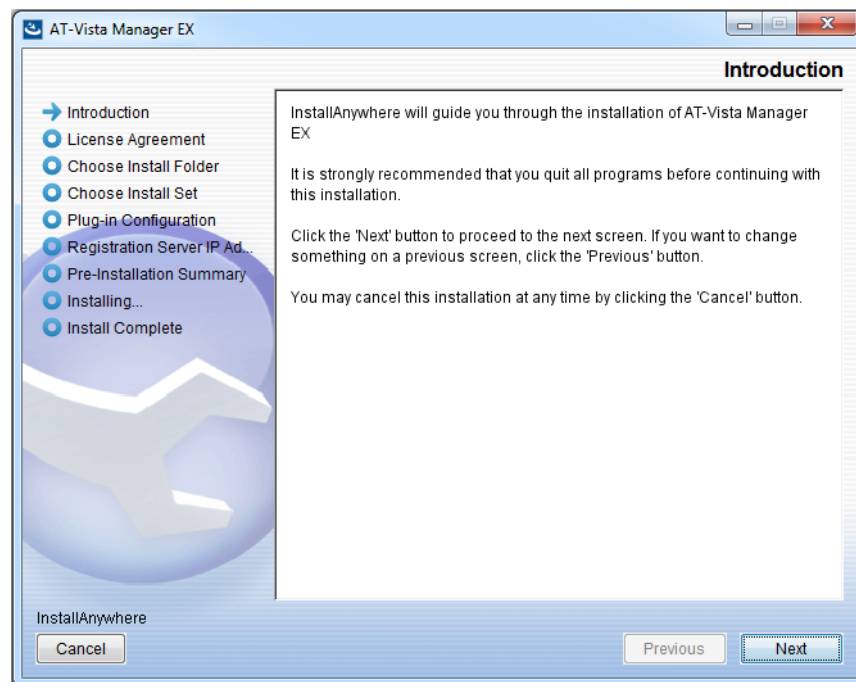 AT-Vista Manager EX
Introduction
Introduction
License Agreement
Choose Install Folder
Choose Install Set
Plug-in Configuration
Registration Server IP Ad...
Pre-Installation Summary
Installing...
Install Complete
InstallAnywhere will guide you through the installation of AT-Vista Manager
EX
It is strongly recommended that you quit all programs before continuing with
this installation.
Click the 'Next' button to proceed to the next screen. If you want to change
something on a previous screen, click the 'Previous' button.
You may cancel this installation at any time by clicking the 'Cancel' button.
InstallAnywhere
Cancel
Previous
Next